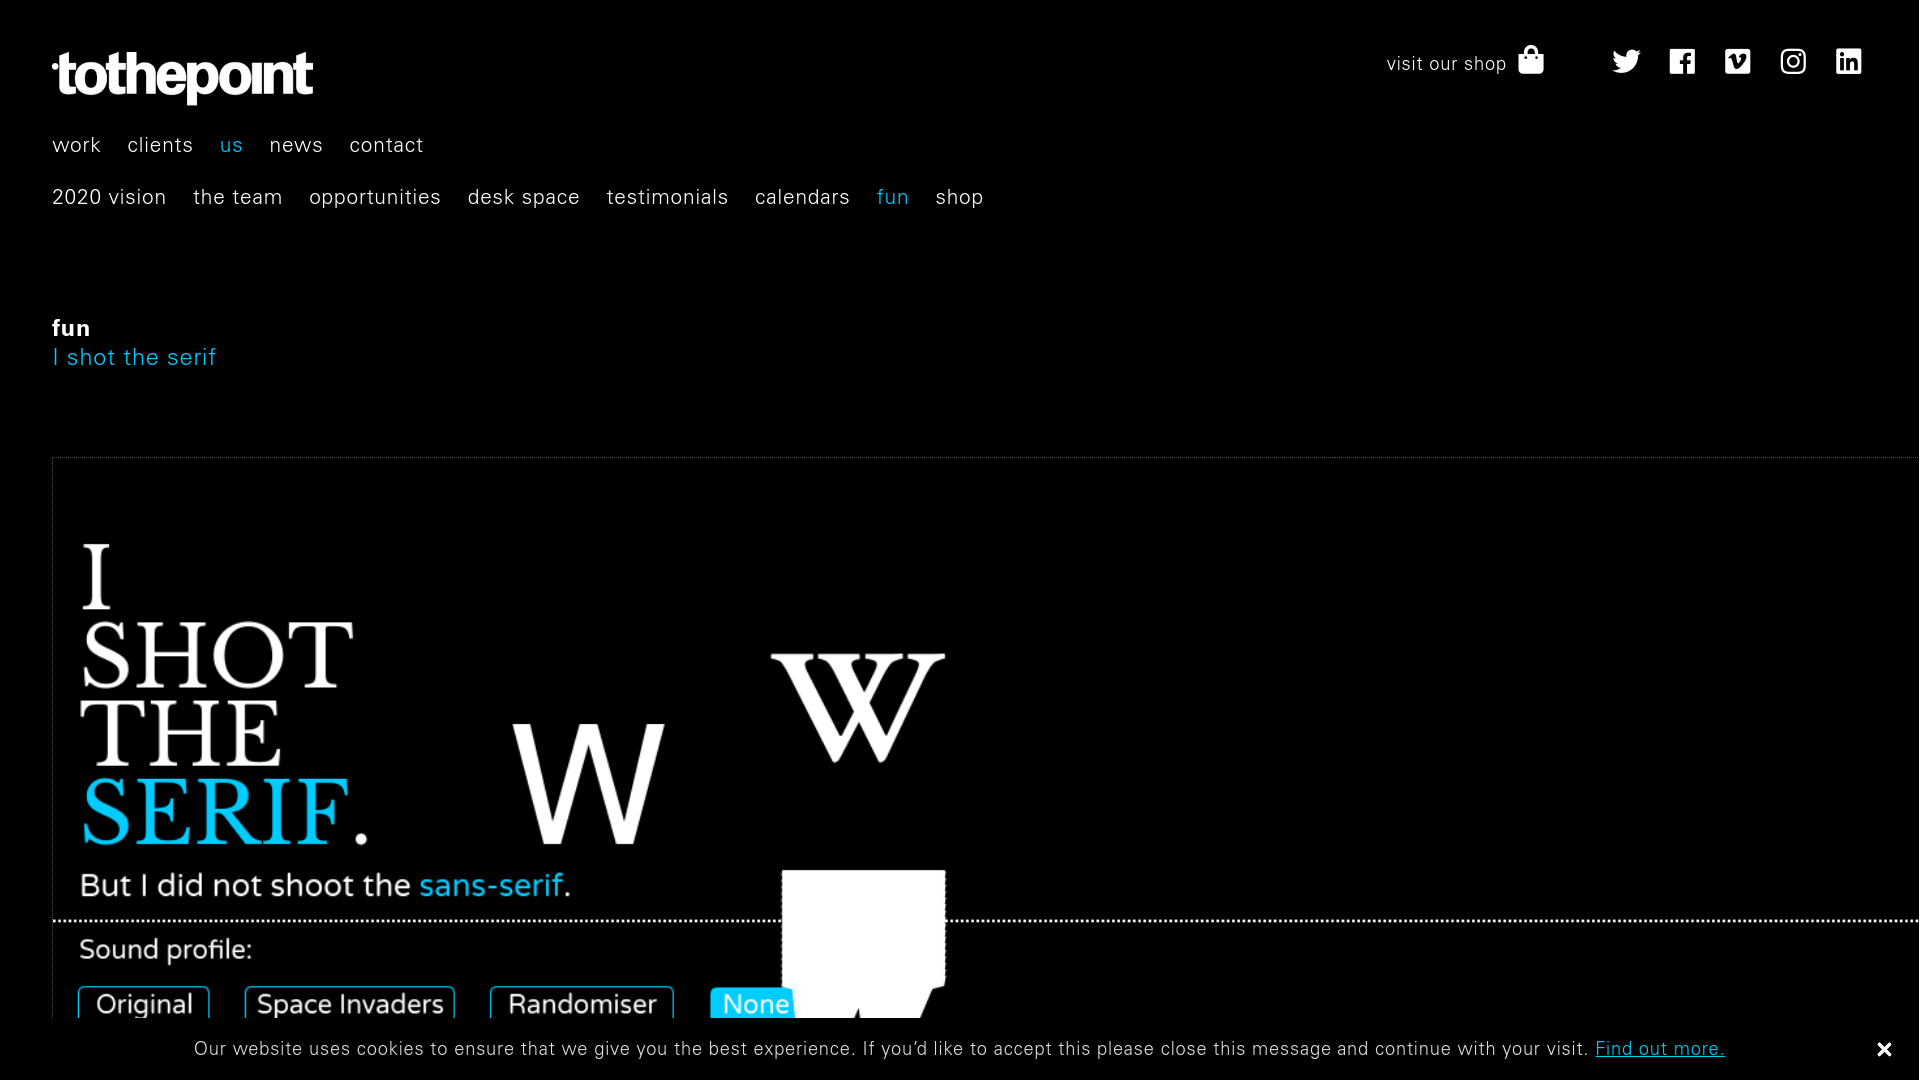 tothepoint
visit our shop
work clients us news contact
2020 vision the team opportunities desk space testimonials calendars fun shop
fun
I shot the serif
I
SHOT
THE
SERIF.
W
W
But I did not shoot the sans-serif.
Sound profile:
Original Space Invaders Randomiser None
Our website uses cookies to ensure that we give you the best experience. If you’d like to accept this please close this message and continue with your visit. Find out more.